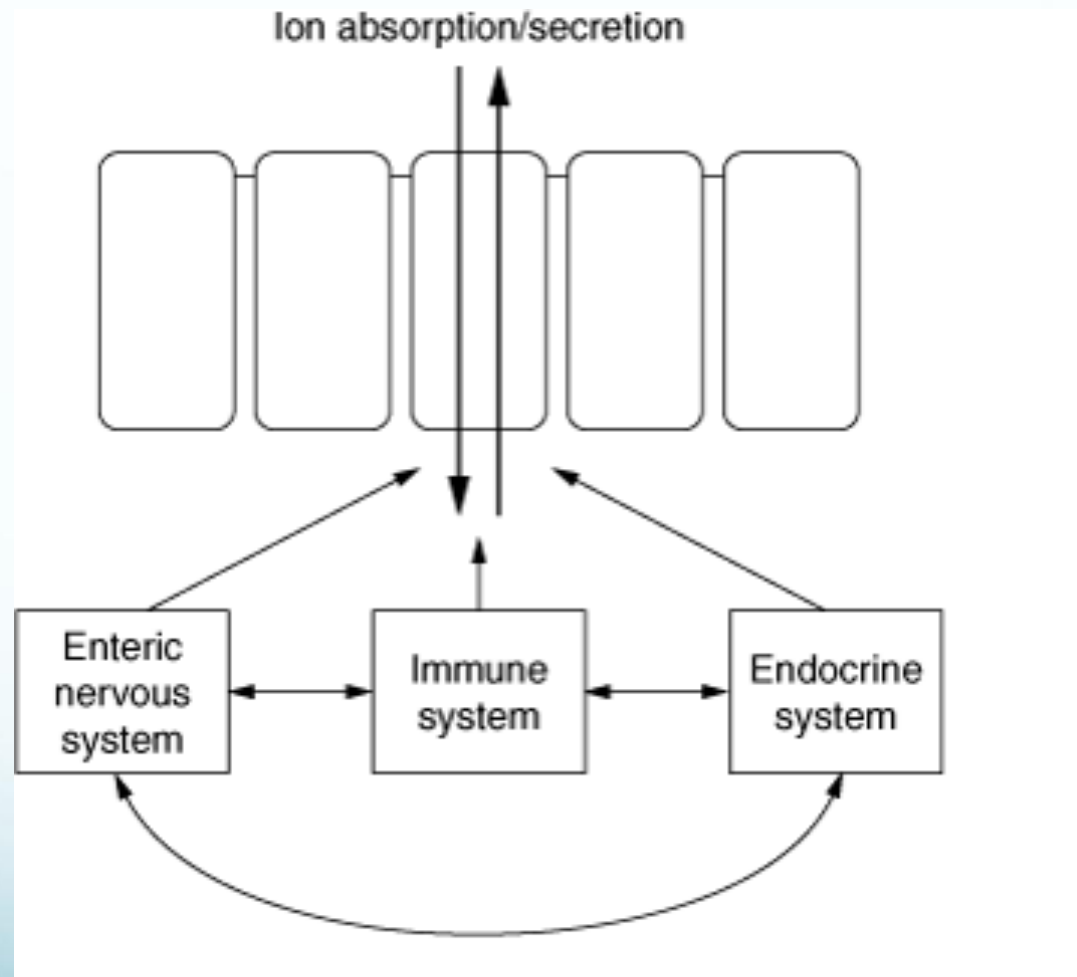 Ion absorption/secretion
Enteric
nervous
system
Immune
system
Endocrine
system